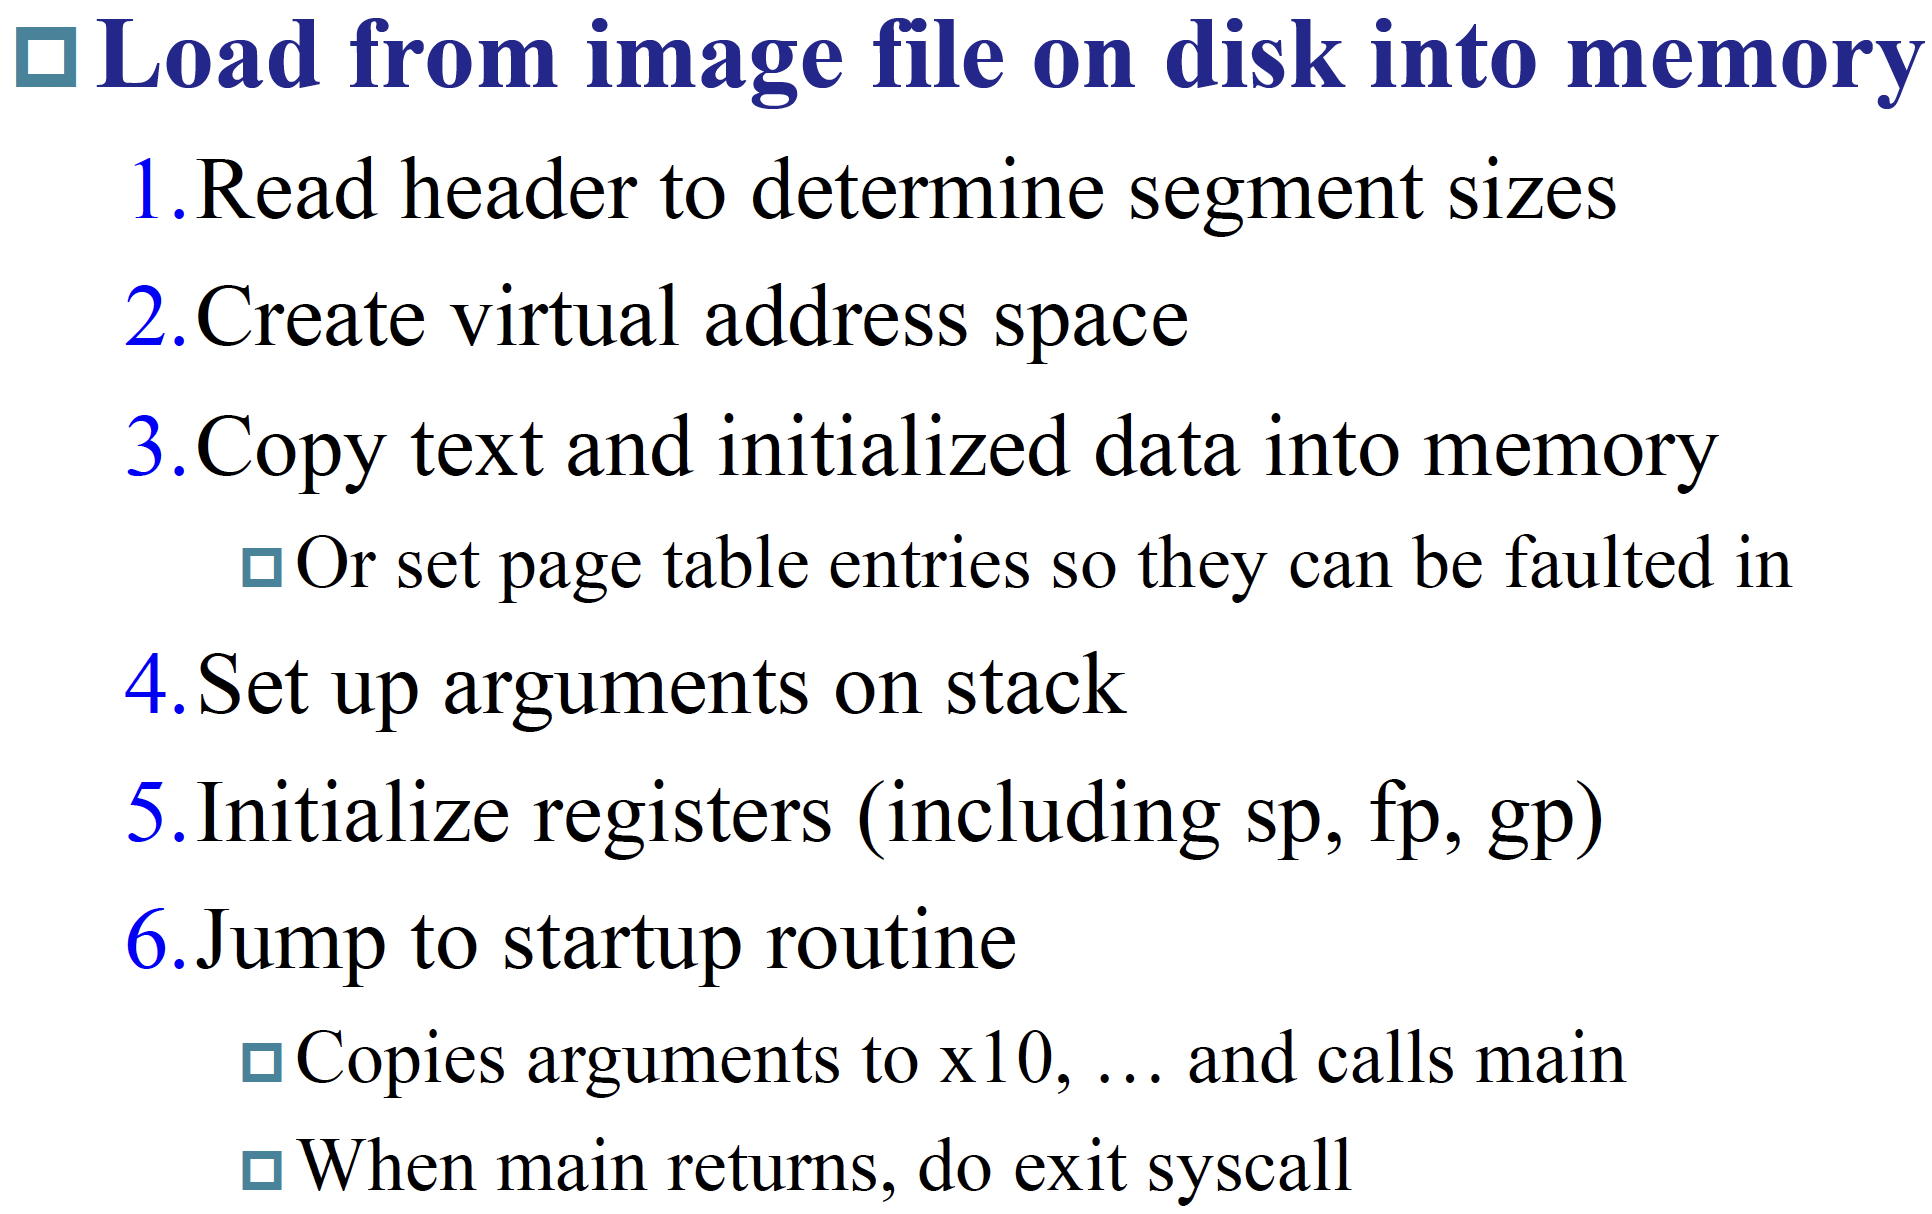 Load from image file on disk into memory
1. Read header to determine segment sizes
2. Create virtual address space
3. Copy text and initialized data into memory
Or set page table entries so they can be faulted in
4. Set up arguments on stack
5. Initialize registers (including sp, fp, gp)
6. Jump to startup routine
Copies arguments to x10, … and calls main
When main returns, do exit syscall